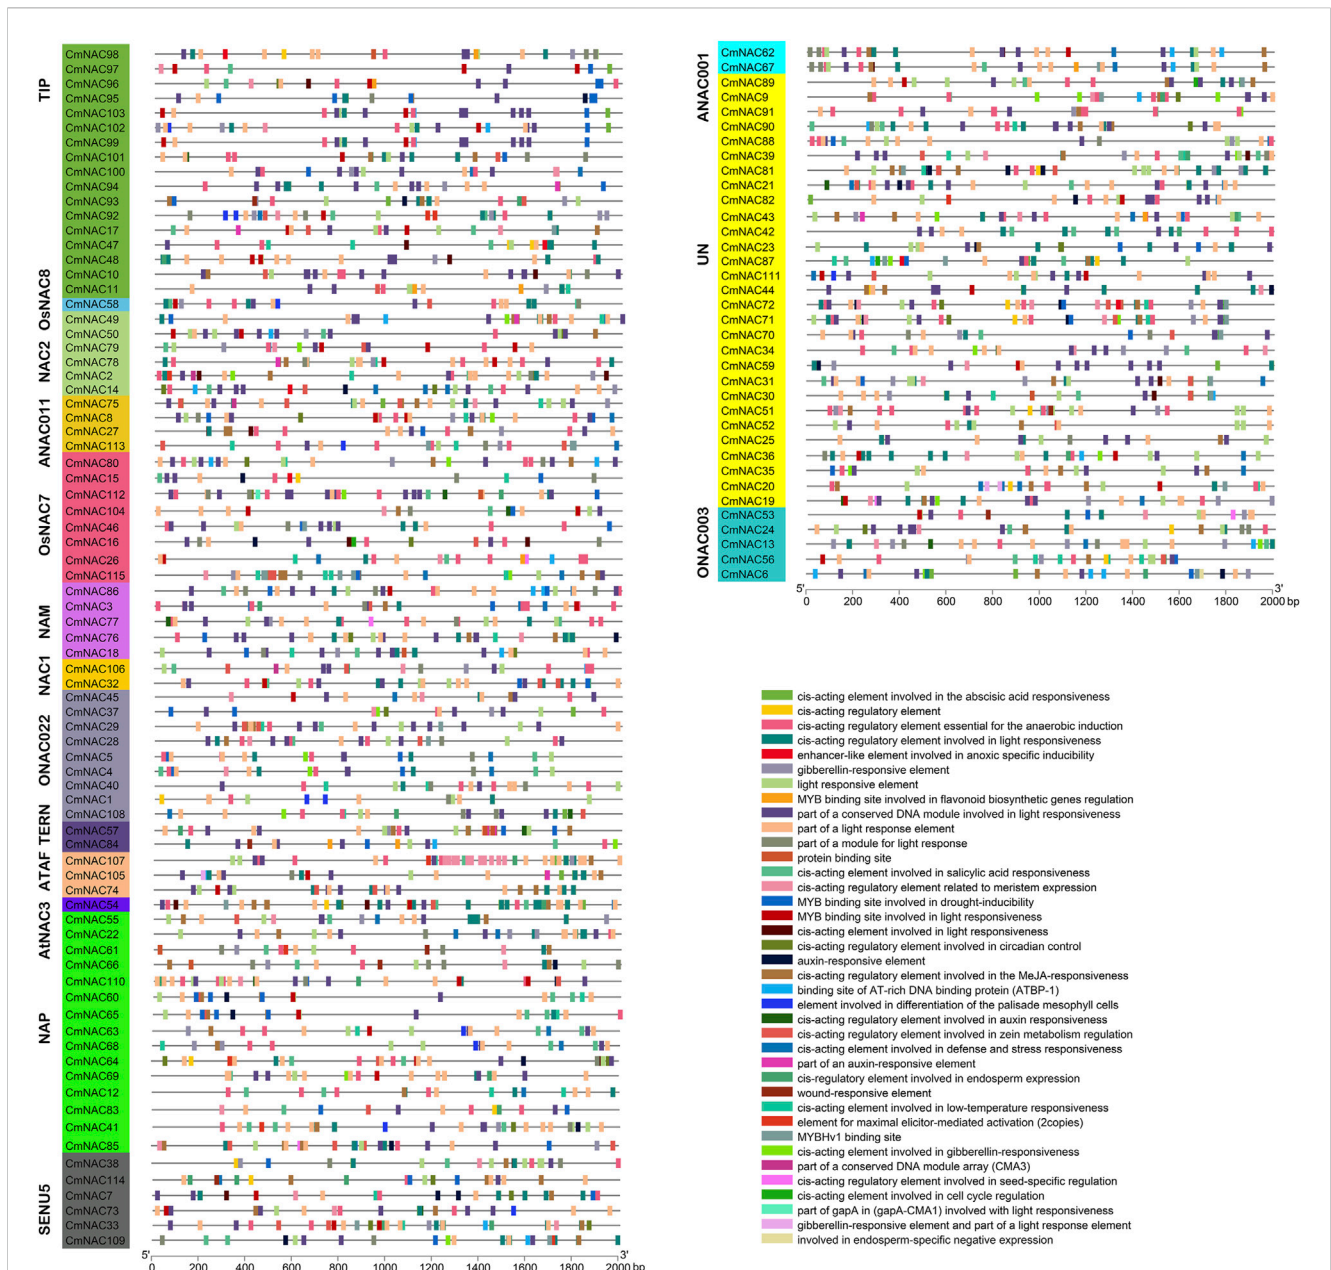 TIP
CmNAC98
CmNAC97
CmNAC96
CmNAC95
CmNAC103
CmNAC102
CmNAC99
CmNAC101
CmNAC100
CmNAC94
CmNAC93
CmNAC92
CmNAC17
CmNAC47
CmNAC48
CmNAC10
CmNAC11
OsNAC8
CmNAC58
NAC2
CmNAC49
CmNAC50
CmNAC79
CmNAC78
CmNAC2
CmNAC14
ANAC011
CmNAC75
CmNAC8
CmNAC27
CmNAC113
OsNAC7
CmNAC80
CmNAC15
CmNAC112
CmNAC104
CmNAC46
CmNAC16
CmNAC26
CmNAC115
NAM
CmNAC86
CmNAC3
CmNAC77
CmNAC76
CmNAC18
NAC1
CmNAC106
CmNAC32
ONAC022
CmNAC45
CmNAC37
CmNAC29
CmNAC28
CmNAC5
CmNAC4
CmNAC40
CmNAC1
CmNAC108
TERN
CmNAC57
CmNAC84
ATAF
CmNAC107
CmNAC105
CmNAC74
AtNAC3
CmNAC54
NAP
CmNAC55
CmNAC22
CmNAC61
CmNAC66
CmNAC110
CmNAC60
CmNAC65
CmNAC63
CmNAC68
CmNAC64
CmNAC69
CmNAC12
CmNAC83
CmNAC41
CmNAC85
SENU5
CmNAC38
CmNAC114
CmNAC7
CmNAC73
CmNAC33
CmNAC109
5' 3'
0 200 400 600 800 1000 1200 1400 1600 1800 2000 bp
ANAC001
CmNAC62
CmNAC67
UN
CmNAC89
CmNAC9
CmNAC91
CmNAC90
CmNAC88
CmNAC39
CmNAC81
CmNAC21
CmNAC82
CmNAC43
CmNAC42
CmNAC23
CmNAC87
CmNAC111
CmNAC44
CmNAC72
CmNAC71
CmNAC70
CmNAC34
CmNAC59
CmNAC31
CmNAC30
CmNAC51
CmNAC52
CmNAC25
CmNAC36
CmNAC35
CmNAC20
CmNAC19
ONAC003
CmNAC53
CmNAC24
CmNAC13
CmNAC56
CmNAC6
5' 3'
0 200 400 600 800 1000 1200 1400 1600 1800 2000 bp
cis-acting element involved in the abscisic acid responsiveness
cis-acting regulatory element
cis-acting regulatory element essential for the anaerobic induction
cis-acting regulatory element involved in light responsiveness
enhancer-like element involved in anoxic specific inducibility
gibberellin-responsive element
light responsive element
MYB binding site involved in flavonoid biosynthetic genes regulation
part of a conserved DNA module involved in light responsiveness
part of a light response element
part of a module for light response
protein binding site
cis-acting element involved in salicylic acid responsiveness
cis-acting regulatory element related to meristem expression
MYB binding site involved in drought-inducibility
MYB binding site involved in light responsiveness
cis-acting element involved in light responsiveness
cis-acting regulatory element involved in circadian control
auxin-responsive element
cis-acting regulatory element involved in the MeJA-responsiveness
binding site of AT-rich DNA binding protein (ATBP-1)
element involved in differentiation of the palisade mesophyll cells
cis-acting regulatory element involved in auxin responsiveness
cis-acting regulatory element involved in zein metabolism regulation
cis-acting element involved in defense and stress responsiveness
part of an auxin-responsive element
cis-regulatory element involved in endosperm expression
wound-responsive element
cis-acting element involved in low-temperature responsiveness
element for maximal elicitor-mediated activation (2copies)
MYBHv1 binding site
cis-acting element involved in gibberellin-responsiveness
part of a conserved DNA module array (CMA3)
cis-acting regulatory element involved in seed-specific regulation
cis-acting element involved in cell cycle regulation
part of gapA in (gapA-CMA1) involved with light responsiveness
gibberellin-responsive element and part of a light response element
involved in endosperm-specific negative expression